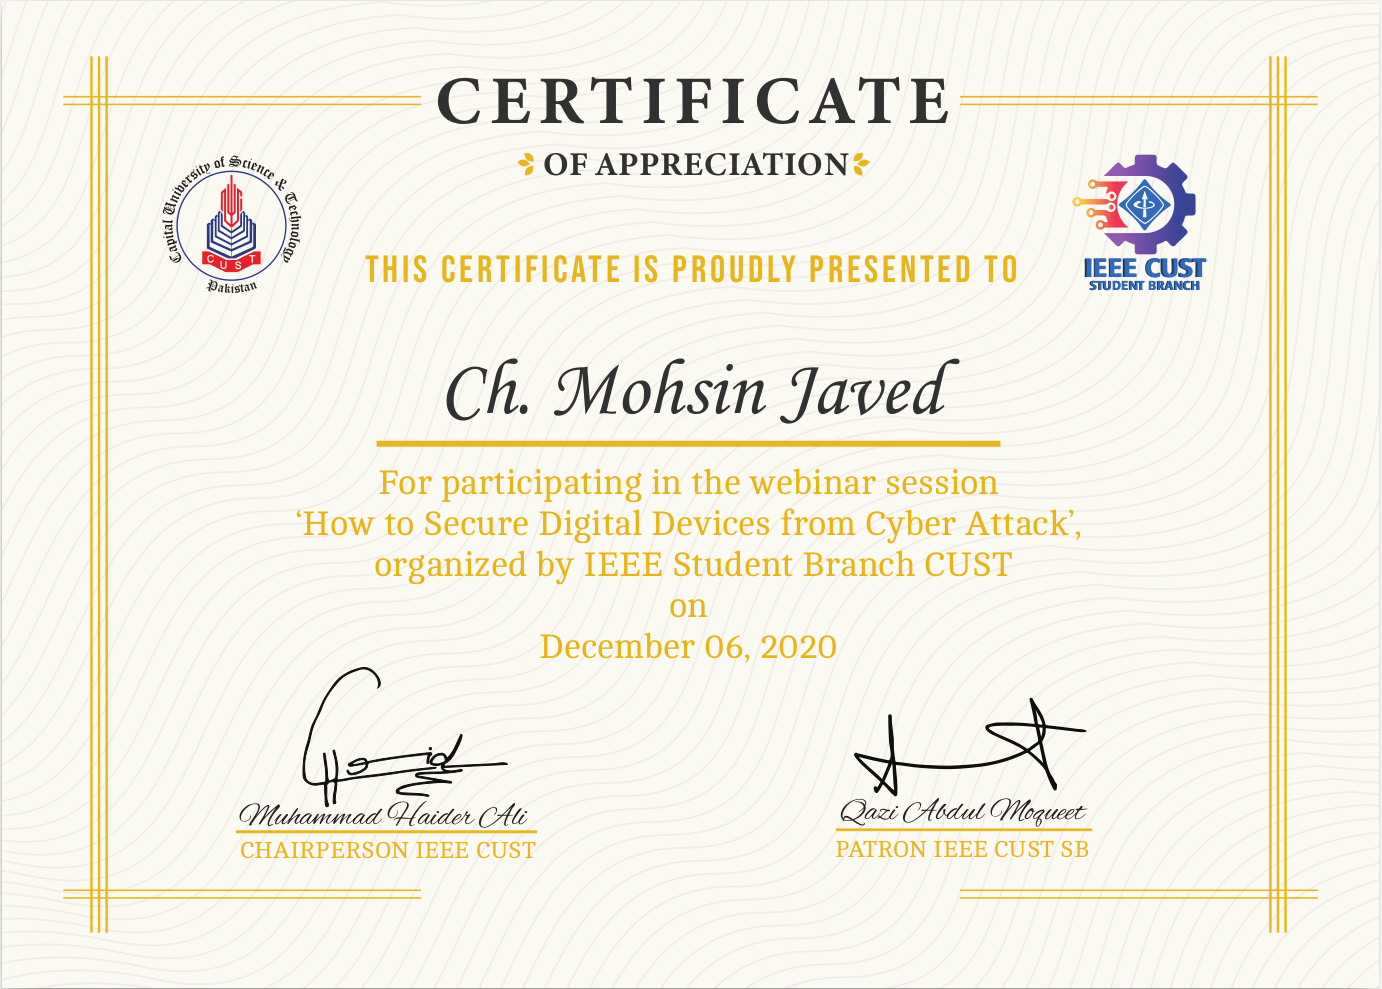 CERTIFICATE
OF APPRECIATION
Capital University of Science & Technology
CUST
Pakistan
IEEE CUST
STUDENT BRANCH
THIS CERTIFICATE IS PROUDLY PRESENTED TO
Ch. Mohsin Javed
For participating in the webinar session
‘How to Secure Digital Devices from Cyber Attack’,
organized by IEEE Student Branch CUST
on
December 06, 2020
Muhammad Haider Ali
CHAIRPERSON IEEE CUST
Qazi Abdul Moqueet
PATRON IEEE CUST SB